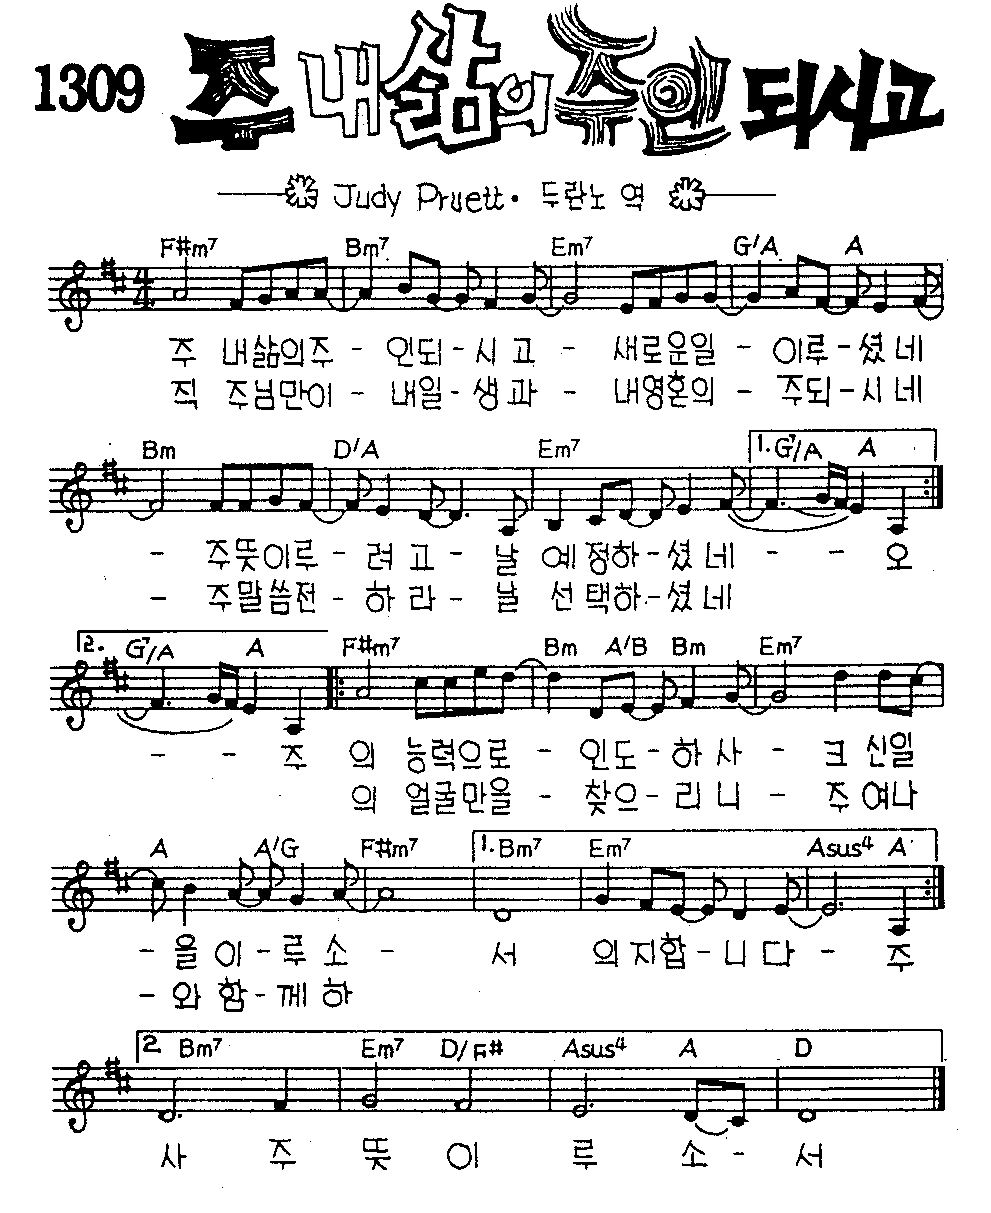 1309 주 내 삶의 주인 되시고
Judy Pruett · 두란노 역
F#m7 Bm7 Em7 G/A A
주 내삶의주 - 인되 - 시고 - 새로운일 - 이루 - 셨네
직 주님만이 - 내일 - 생과 - 내영혼의 - 주되 - 시네
Bm D/A Em7 1. G7/A A
- 주뜻이루 - 려고 - 날 예정하 - 셨네 - - 오
- 주말씀전 - 하라 - 날 선택하 - 셨네
2. G7/A A F#m7 Bm A/B Bm Em7
- - 주 의 능력으로 - 인도 - 하사 - 크신일
의 얼굴만을 - 찾으 - 리니 - 주여나
A A/G F#m7 1. Bm7 Em7 Asus4 A
- 을이 - 루소 - 서 의지합 - 니다 - 주
- 와함 - 께하
2. Bm7 Em7 D/F# Asus4 A D
사 주 뜻 이 루 소 - 서